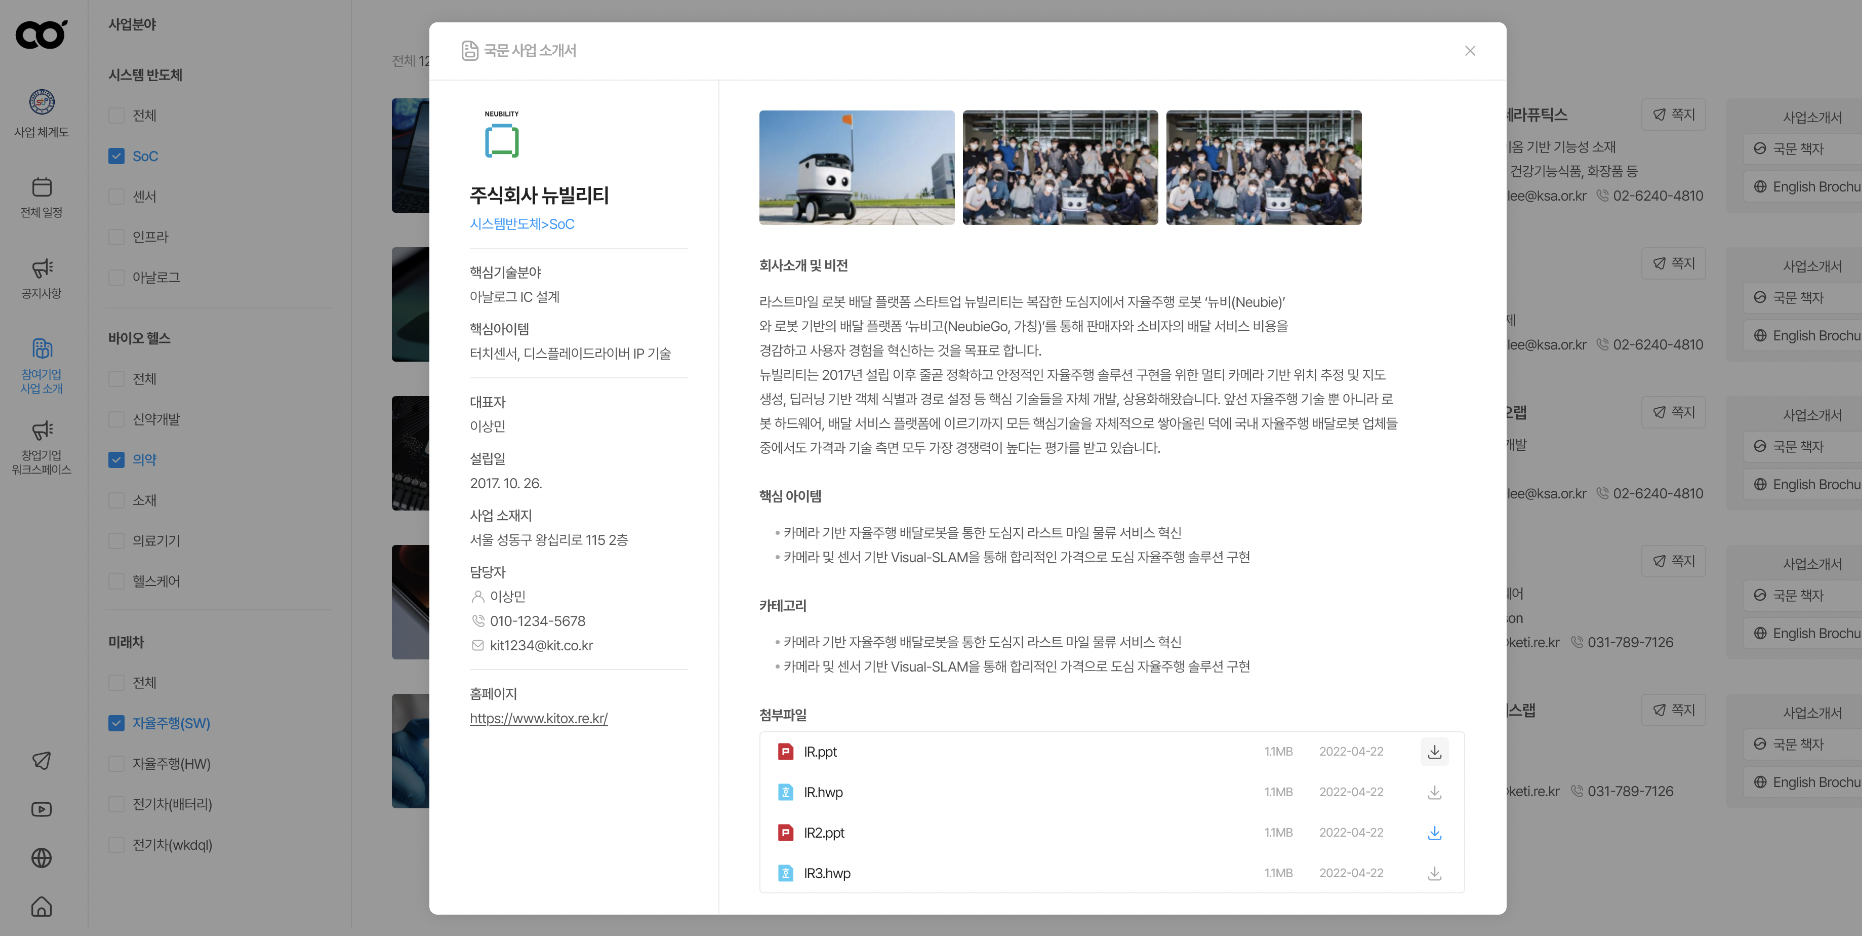 사업 체계도
전체 일정
공지사항
참여기업
사업 소개
창업기업
워크스페이스
사업분야
시스템 반도체
전체
SoC
센서
인프라
아날로그
바이오 헬스
전체
신약개발
의약
소재
의료기기
헬스케어
미래차
전체
자율주행(SW)
자율주행(HW)
전기차(배터리)
전기차(wkdql)
전체 12
국문 사업 소개서
NEUBILITY
주식회사 뉴빌리티
시스템반도체>SoC
핵심기술분야
아날로그 IC 설계
핵심아이템
터치센서, 디스플레이드라이버 IP 기술
대표자
이상민
설립일
2017. 10. 26.
사업 소재지
서울 성동구 왕십리로 115 2층
담당자
이상민
010-1234-5678
kit1234@kit.co.kr
홈페이지
https://www.kitox.re.kr/
회사소개 및 비전
라스트마일 로봇 배달 플랫폼 스타트업 뉴빌리티는 복잡한 도심지에서 자율주행 로봇 ‘뉴비(Neubie)’
와 로봇 기반의 배달 플랫폼 ‘뉴비고(NeubieGo, 가칭)’를 통해 판매자와 소비자의 배달 서비스 비용을
경감하고 사용자 경험을 혁신하는 것을 목표로 합니다.
뉴빌리티는 2017년 설립 이후 줄곧 정확하고 안정적인 자율주행 솔루션 구현을 위한 멀티 카메라 기반 위치 추정 및 지도
생성, 딥러닝 기반 객체 식별과 경로 설정 등 핵심 기술들을 자체 개발, 상용화해왔습니다. 앞선 자율주행 기술 뿐 아니라 로
봇 하드웨어, 배달 서비스 플랫폼에 이르기까지 모든 핵심기술을 자체적으로 쌓아올린 덕에 국내 자율주행 배달로봇 업체들
중에서도 가격과 기술 측면 모두 가장 경쟁력이 높다는 평가를 받고 있습니다.
핵심 아이템
• 카메라 기반 자율주행 배달로봇을 통한 도심지 라스트 마일 물류 서비스 혁신
• 카메라 및 센서 기반 Visual-SLAM을 통해 합리적인 가격으로 도심 자율주행 솔루션 구현
카테고리
• 카메라 기반 자율주행 배달로봇을 통한 도심지 라스트 마일 물류 서비스 혁신
• 카메라 및 센서 기반 Visual-SLAM을 통해 합리적인 가격으로 도심 자율주행 솔루션 구현
첨부파일
IR.ppt 1.1MB 2022-04-22
IR.hwp 1.1MB 2022-04-22
IR2.ppt 1.1MB 2022-04-22
IR3.hwp 1.1MB 2022-04-22
라퓨틱스 쪽지
기반 기능성 소재
건강기능식품, 화장품 등
lee@ksa.or.kr 02-6240-4810
사업소개서
국문 책자
English Brochu
쪽지
제
lee@ksa.or.kr 02-6240-4810
사업소개서
국문 책자
English Brochu
랩 쪽지
개발
lee@ksa.or.kr 02-6240-4810
사업소개서
국문 책자
English Brochu
쪽지
어
son
@keti.re.kr 031-789-7126
사업소개서
국문 책자
English Brochu
스랩 쪽지
@keti.re.kr 031-789-7126
사업소개서
국문 책자
English Brochu